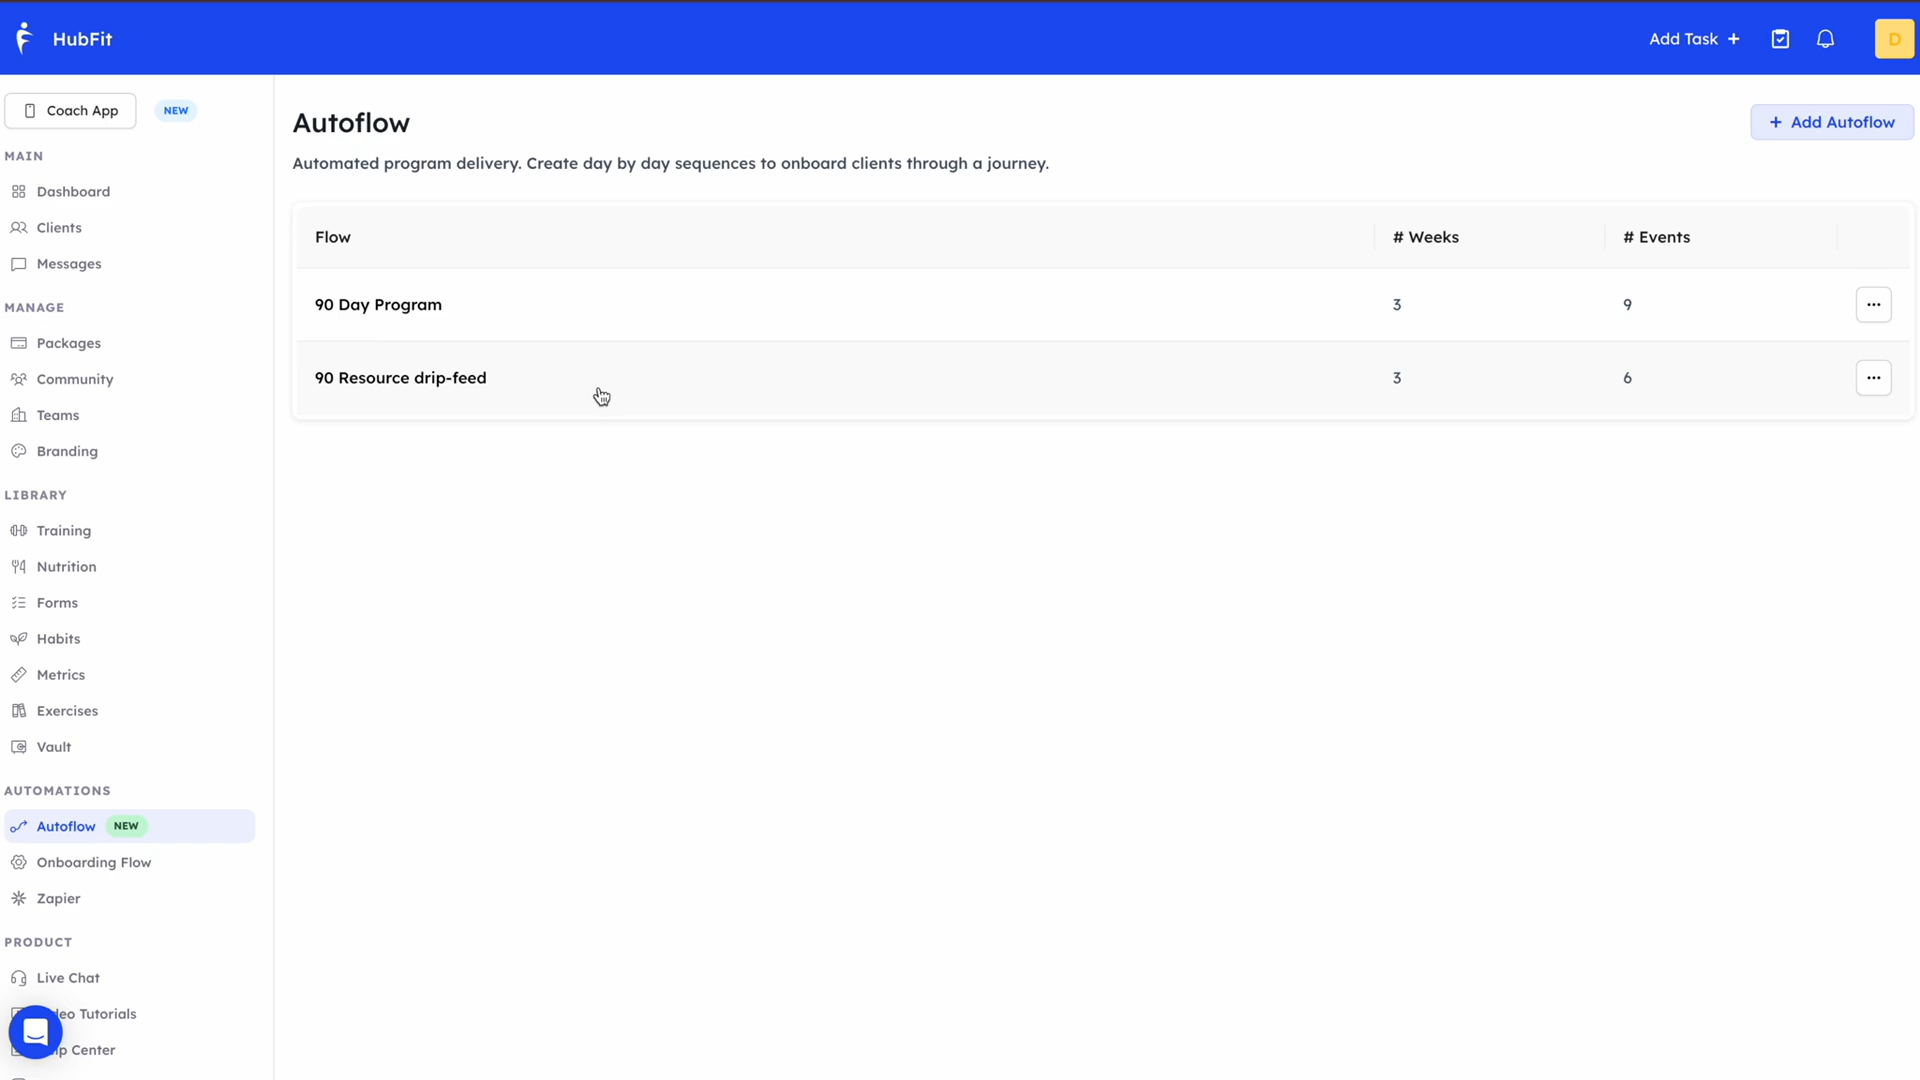 HubFit
Add Task +
D
Coach App NEW
MAIN
Dashboard
Clients
Messages
MANAGE
Packages
Community
Teams
Branding
LIBRARY
Training
Nutrition
Forms
Habits
Metrics
Exercises
Vault
AUTOMATIONS
Autoflow NEW
Onboarding Flow
Zapier
PRODUCT
Live Chat
Tutorials
Center
Autoflow
+ Add Autoflow
Automated program delivery. Create day by day sequences to onboard clients through a journey.
Flow # Weeks # Events
90 Day Program 3 9
90 Resource drip-feed 3 6